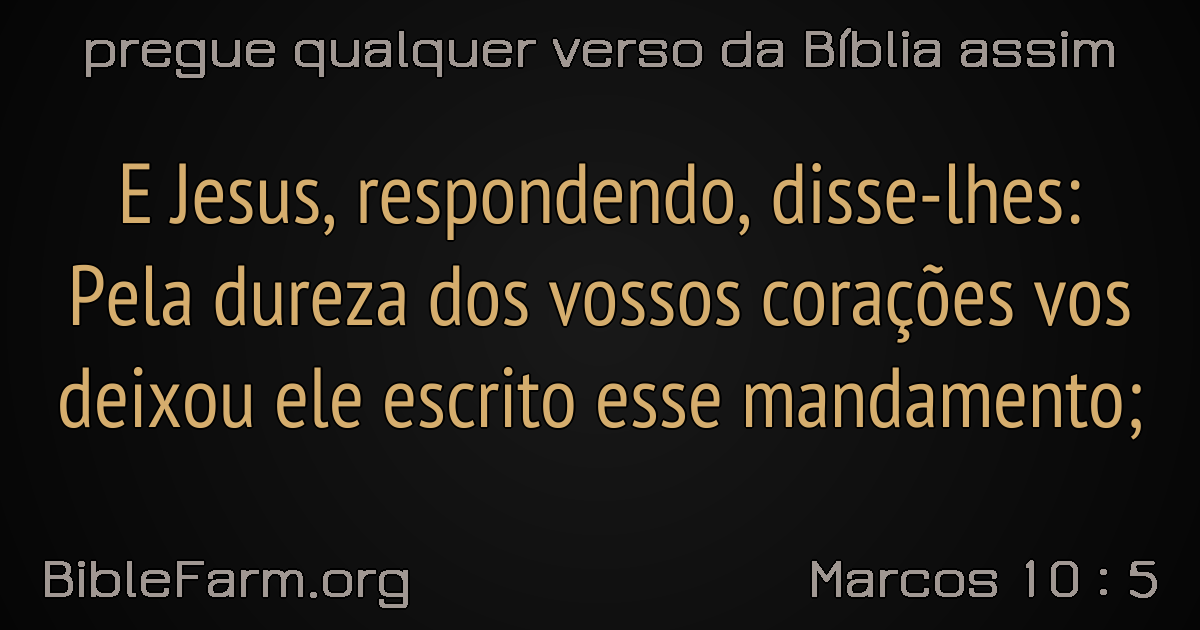 pregue qualquer verso da Bíblia assim
E Jesus, respondendo, disse-lhes:
Pela dureza dos vossos corações vos
deixou ele escrito esse mandamento;
BibleFarm.org
Marcos 10 : 5